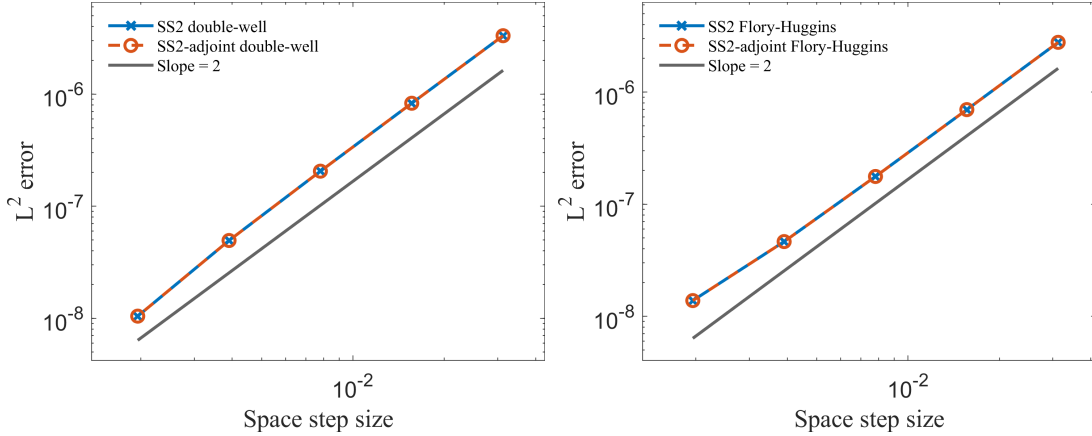 SS2 double-well
SS2-adjoint double-well
Slope = 2
10^-6
10^-7
10^-8
L^2 error
10^-2
Space step size
SS2 Flory-Huggins
SS2-adjoint Flory-Huggins
Slope = 2
10^-6
10^-7
10^-8
L^2 error
10^-2
Space step size